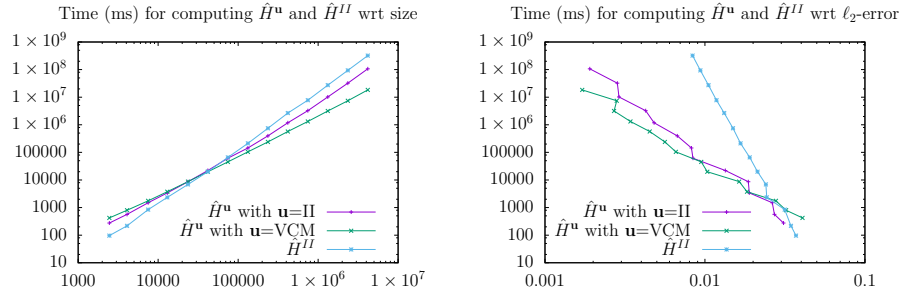 Time (ms) for computing Ĥᵘ and Ĥᴵᴵ wrt size
1 × 10⁹
1 × 10⁸
1 × 10⁷
1 × 10⁶
100000
10000
1000
100
10
1000
10000
100000
1 × 10⁶
1 × 10⁷
Ĥᵘ with u=II
Ĥᵘ with u=VCM
Ĥᴵᴵ
Time (ms) for computing Ĥᵘ and Ĥᴵᴵ wrt ℓ₂-error
1 × 10⁹
1 × 10⁸
1 × 10⁷
1 × 10⁶
100000
10000
1000
100
10
0.001
0.01
0.1
Ĥᵘ with u=II
Ĥᵘ with u=VCM
Ĥᴵᴵ